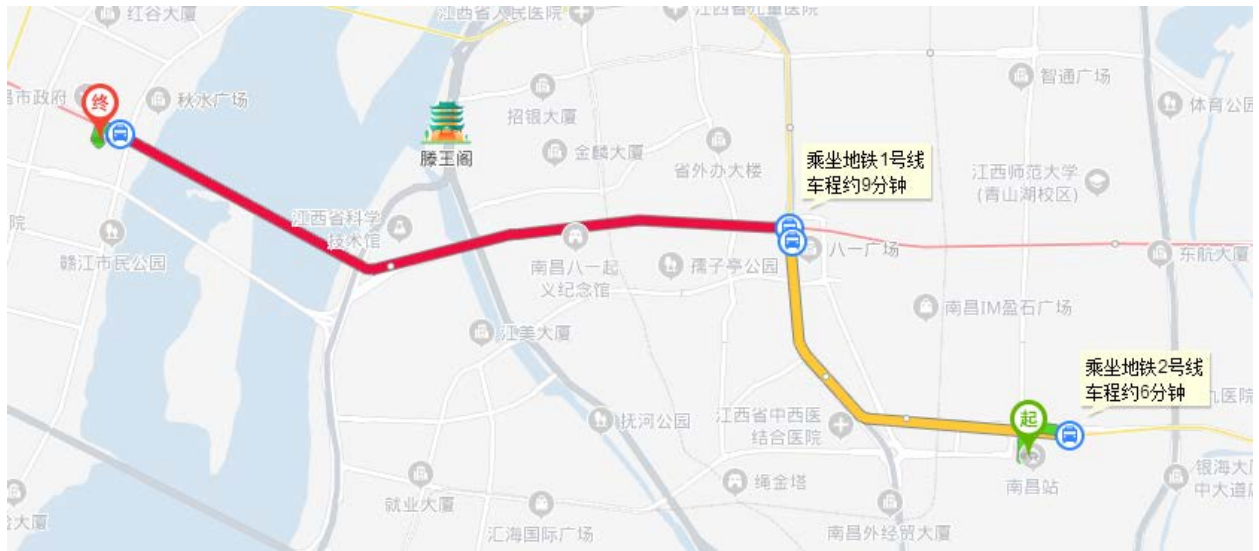 红谷大厦
江西省人民医院
江西省儿童医院
智通广场
体育公园
昌市政府
终
秋水广场
招银大厦
滕王阁
金麟大厦
省外办大楼
乘坐地铁1号线
车程约9分钟
江西师范大学
(青山湖校区)
院
江西省科学
技术馆
赣江市民公园
南昌八一起
义纪念馆
孺子亭公园
八一广场
东航大厦
南昌IM盈石广场
江美大厦
乘坐地铁2号线
车程约6分钟
九医院
抚河公园
江西省中西医
结合医院
起
南昌站
绳金塔
银海大厦
中大道店
就业大厦
汇海国际广场
南昌外经贸大厦
大厦